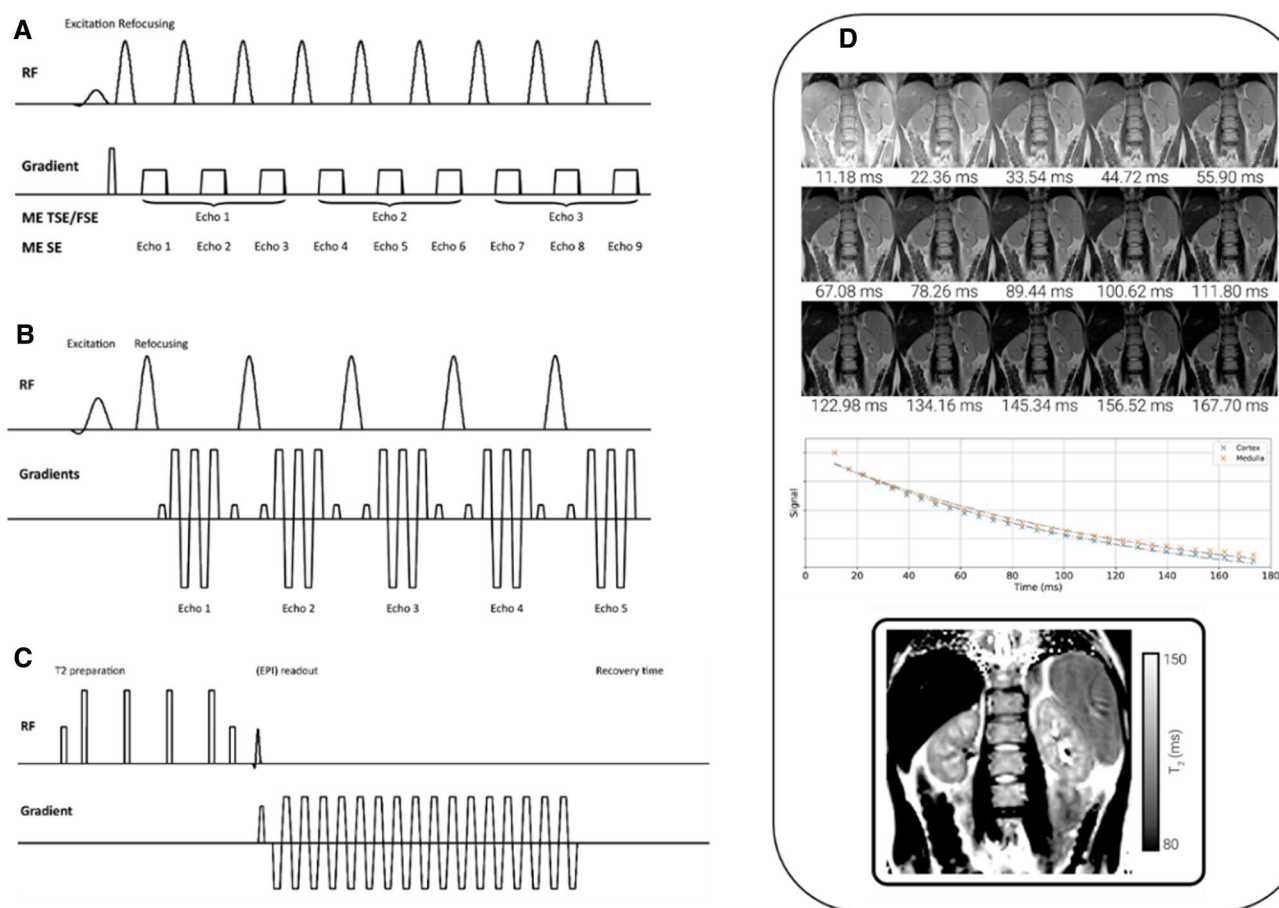 A
Excitation Refocusing
RF
Gradient
ME TSE/FSE
Echo 1 Echo 2 Echo 3
ME SE
Echo 1 Echo 2 Echo 3 Echo 4 Echo 5 Echo 6 Echo 7 Echo 8 Echo 9
B
Excitation Refocusing
RF
Gradients
Echo 1 Echo 2 Echo 3 Echo 4 Echo 5
C
T2 preparation (EPI) readout Recovery time
RF
Gradient
D
11.18 ms 22.36 ms 33.54 ms 44.72 ms 55.90 ms
67.08 ms 78.26 ms 89.44 ms 100.62 ms 111.80 ms
122.98 ms 134.16 ms 145.34 ms 156.52 ms 167.70 ms
Cortex
Medulla
Signal
0 20 40 60 80 100 120 140 160 180
Time (ms)
150
T2 (ms)
80